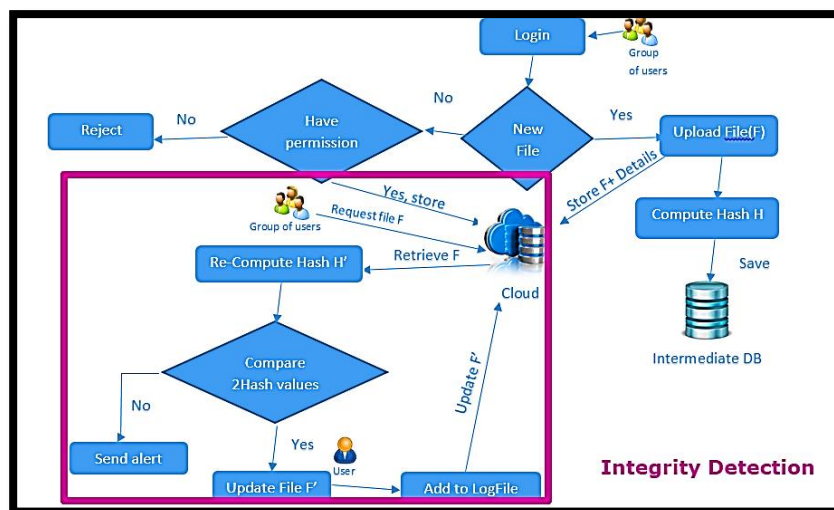 Login
Group
of users
No
Have
permission
No
New
File
Yes
Reject
Upload File(F)
Store F+ Details
Yes, store
Request file F
Group of users
Compute Hash H
Retrieve F
Re-Compute Hash H’
Save
Cloud
Intermediate DB
Compare
2Hash values
Update F’
No
Yes
User
Send alert
Integrity Detection
Update File F’
Add to LogFile